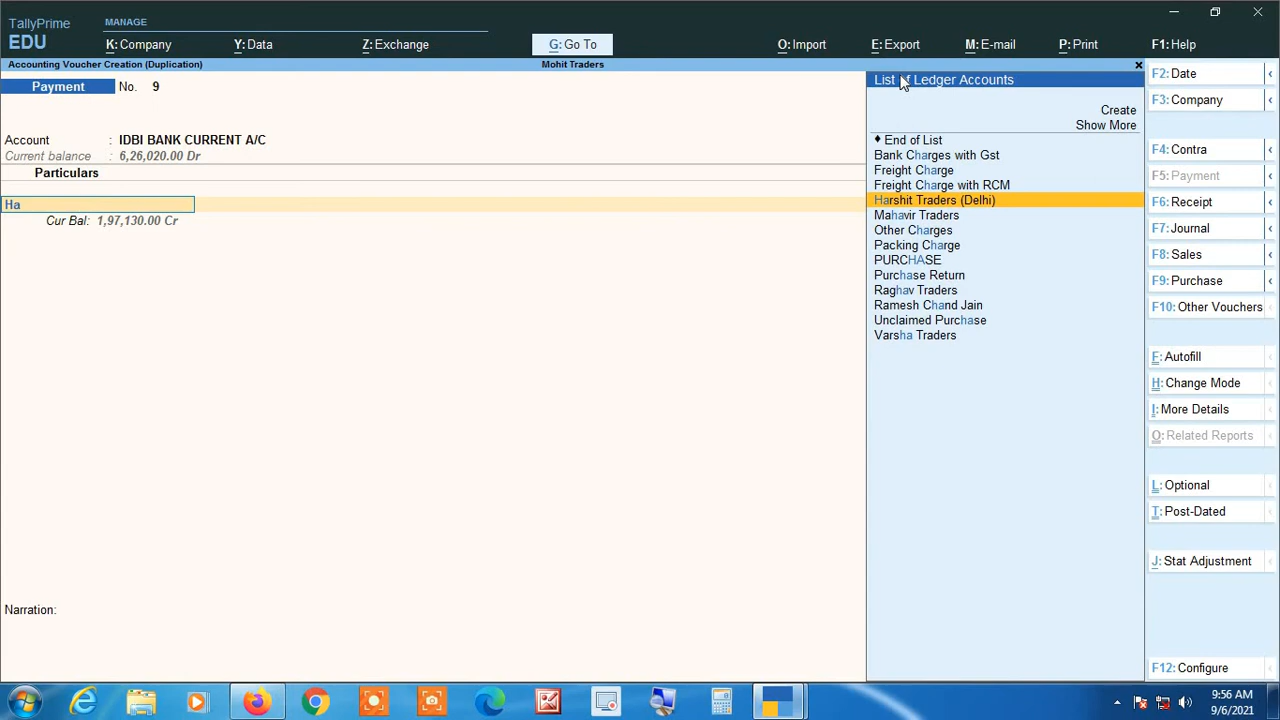 TallyPrime
EDU
MANAGE
K: Company
Y: Data
Z: Exchange
G: Go To
O: Import
E: Export
M: E-mail
P: Print
F1: Help
Accounting Voucher Creation (Duplication)
Mohit Traders
Payment No. 9
Account : IDBI BANK CURRENT A/C
Current balance : 6,26,020.00 Dr
Particulars
Ha
Cur Bal: 1,97,130.00 Cr
Narration:
List of Ledger Accounts
Create
Show More
♦ End of List
Bank Charges with Gst
Freight Charge
Freight Charge with RCM
Harshit Traders (Delhi)
Mahavir Traders
Other Charges
Packing Charge
PURCHASE
Purchase Return
Raghav Traders
Ramesh Chand Jain
Unclaimed Purchase
Varsha Traders
F2: Date
F3: Company
F4: Contra
F5: Payment
F6: Receipt
F7: Journal
F8: Sales
F9: Purchase
F10: Other Vouchers
F: Autofill
H: Change Mode
I: More Details
O: Related Reports
L: Optional
T: Post-Dated
J: Stat Adjustment
F12: Configure
9:56 AM
9/6/2021